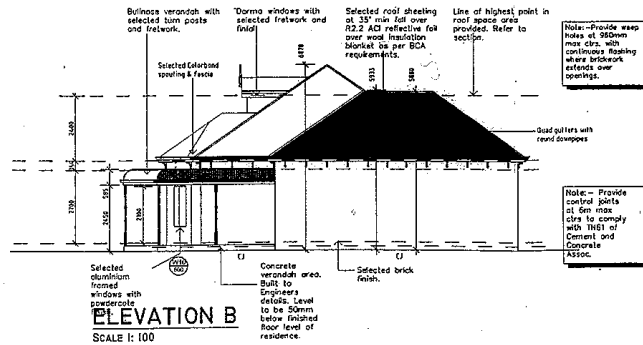 Bullnose verandah with
selected turn posts
and fretwork.
Dorma windows with
selected fretwork and
finial
Selected roof sheeting
at 35° min fall over
R2.2 ACI reflective foil
over wool insulation
blanket as per BCA
requirements.
Line of highest point in
roof space area
provided. Refer to
section.
Note:-Provide weep
Holes at 960mm
max ctrs. with
continuous flashing
where brickwork
extends over
openings.
Selected Colorbond
spouting & fascia
6878
5933
5880
2400
Quad gutters with
round downpipes
2700
585
2450
2100
Note:- Provide
control joints
at 6m max
ctrs to comply
with TN61 of
Cement and
Concrete
Assoc.
CJ
CJ
W10
Selected
aluminium
framed
windows with
powdercote
Concrete
verandah area.
Built to
Engineers
details. Level
to be 50mm
below finished
floor level of
residence.
Selected brick
finish.
ELEVATION B
SCALE 1: 100